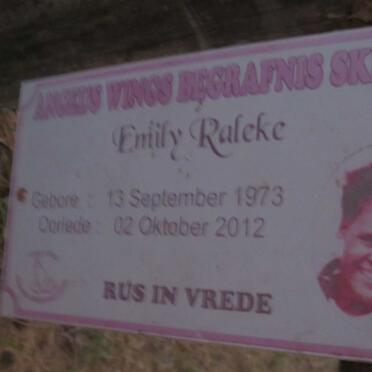 ANGELS WINGS BEGRAFNIS
Emily Raleke
Gebore : 13 September 1973
Oorlede : 02 Oktober 2012
RUS IN VREDE